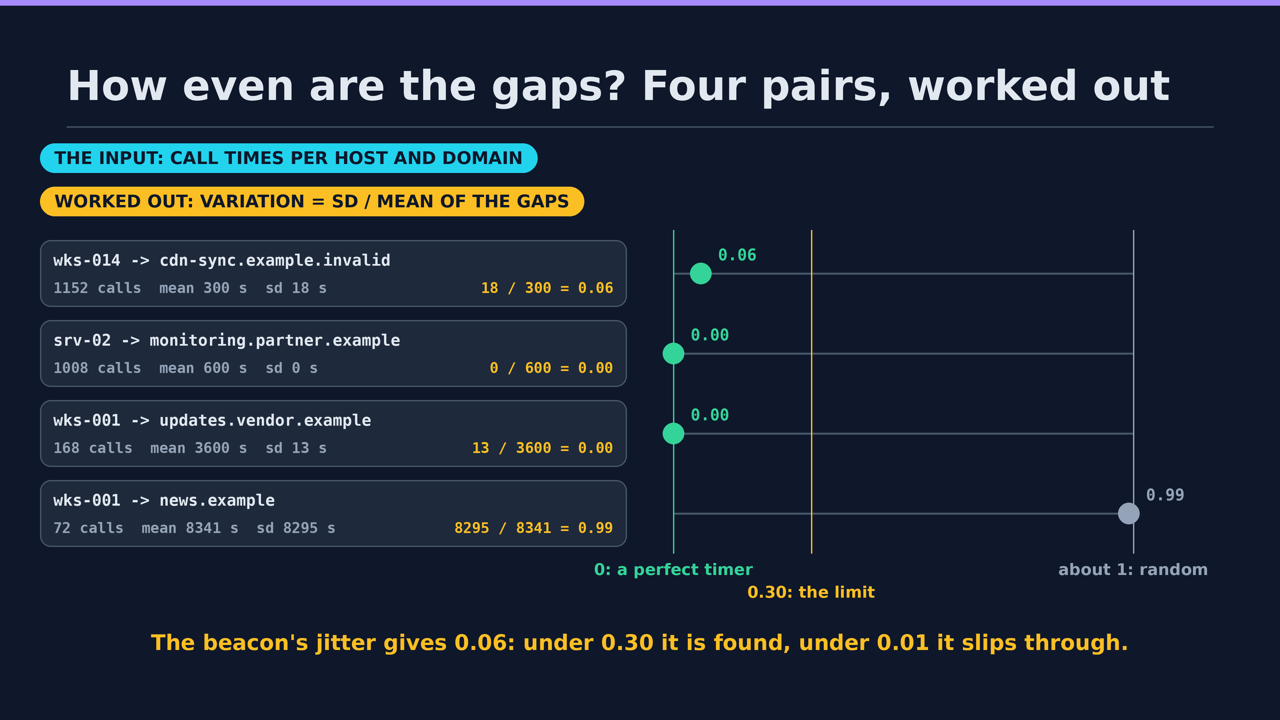 How even are the gaps? Four pairs, worked out
THE INPUT: CALL TIMES PER HOST AND DOMAIN
WORKED OUT: VARIATION = SD / MEAN OF THE GAPS
wks-014 -> cdn-sync.example.invalid
1152 calls mean 300 s sd 18 s 18 / 300 = 0.06
srv-02 -> monitoring.partner.example
1008 calls mean 600 s sd 0 s 0 / 600 = 0.00
wks-001 -> updates.vendor.example
168 calls mean 3600 s sd 13 s 13 / 3600 = 0.00
wks-001 -> news.example
72 calls mean 8341 s sd 8295 s 8295 / 8341 = 0.99
0.06
0.00
0.00
0.99
0: a perfect timer
about 1: random
0.30: the limit
The beacon's jitter gives 0.06: under 0.30 it is found, under 0.01 it slips through.